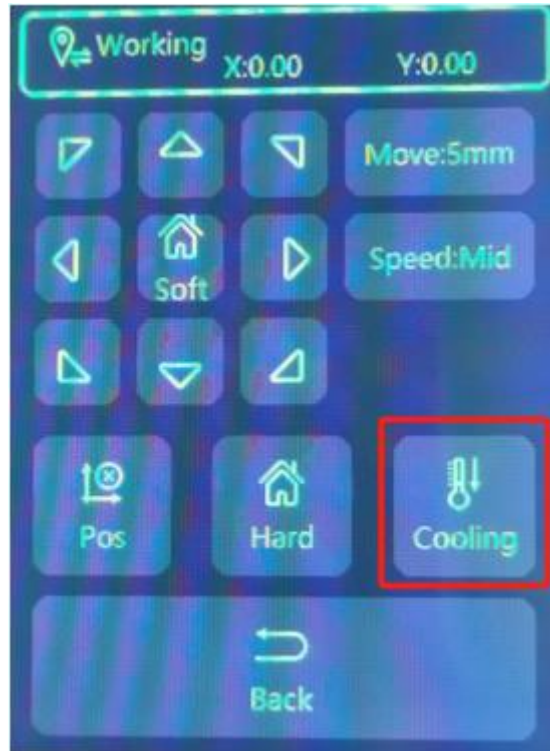 Working X:0.00 Y:0.00
Move:5mm
Soft
Speed:Mid
Pos
Hard
Cooling
Back